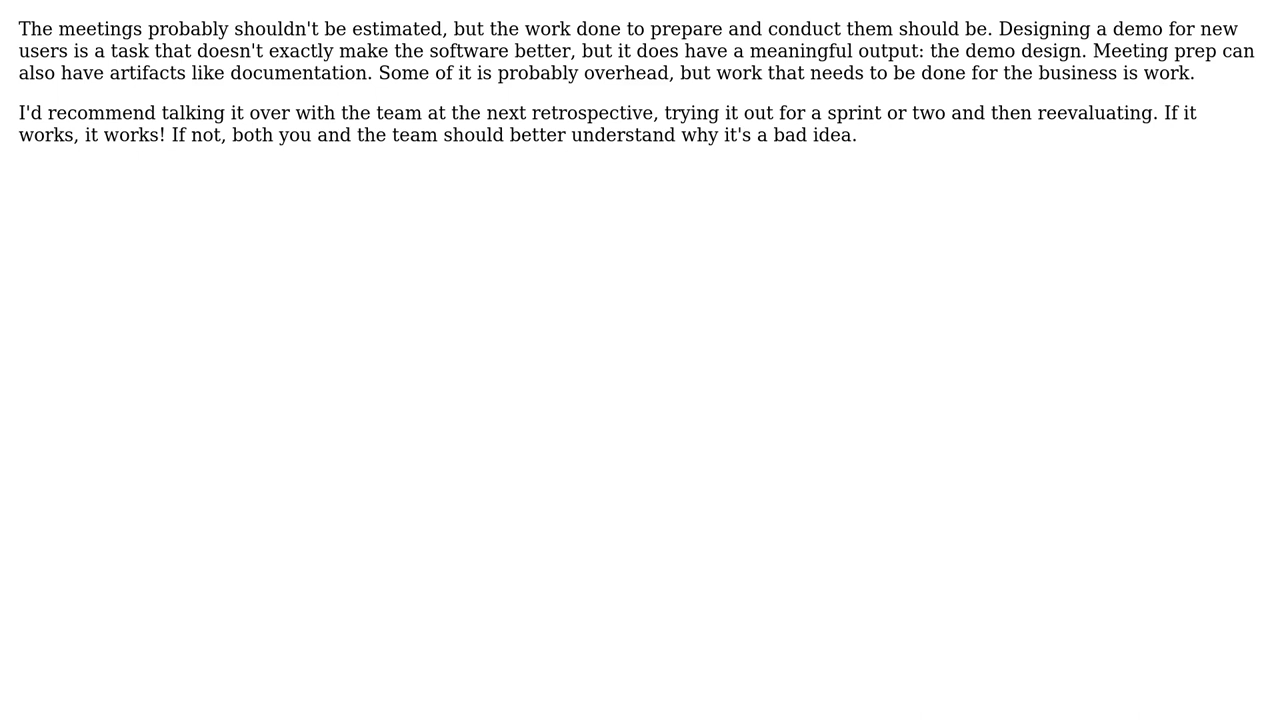 The meetings probably shouldn't be estimated, but the work done to prepare and conduct them should be. Designing a demo for new
users is a task that doesn't exactly make the software better, but it does have a meaningful output: the demo design. Meeting prep can
also have artifacts like documentation. Some of it is probably overhead, but work that needs to be done for the business is work.
I'd recommend talking it over with the team at the next retrospective, trying it out for a sprint or two and then reevaluating. If it
works, it works! If not, both you and the team should better understand why it's a bad idea.